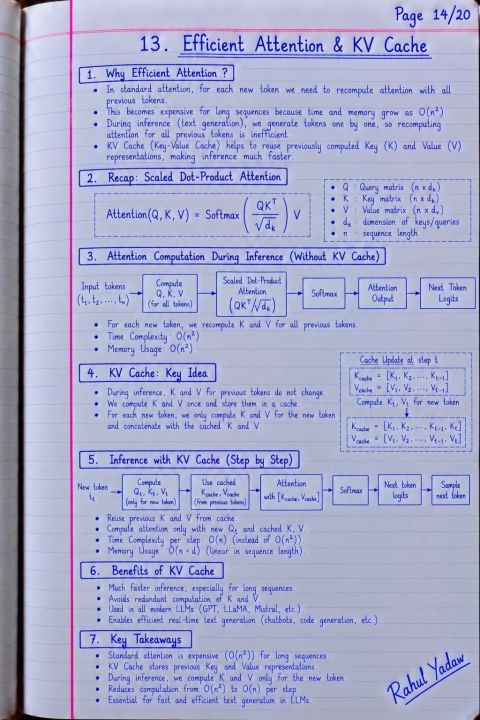 Page 14/20
13. Efficient Attention & KV Cache
1. Why Efficient Attention ?
• In standard attention, for each new token we need to recompute attention with all
previous tokens.
• This becomes expensive for long sequences because time and memory grow as O(n²).
• During inference (text generation), we generate tokens one by one, so recomputing
attention for all previous tokens is inefficient.
• KV Cache (Key-Value Cache) helps to reuse previously computed Key (K) and Value (V)
representations, making inference much faster.
2. Recap: Scaled Dot-Product Attention
Attention(Q, K, V) = Softmax ( QKᵀ / √dₖ ) V
• Q : Query matrix (n x dₖ)
• K : Key matrix (n x dₖ)
• V : Value matrix (n x dᵥ)
• dₖ : dimension of keys/queries
• n : sequence length
3. Attention Computation During Inference (Without KV Cache)
Input tokens
(t₁, t₂, ..., tₙ)
Compute
Q, K, V
(for all tokens)
Scaled Dot-Product
Attention
(QKᵀ/√dₖ)
Softmax
Attention
Output
Next Token
Logits
• For each new token, we recompute K and V for all previous tokens.
• Time Complexity: O(n²)
• Memory Usage: O(n²)
4. KV Cache: Key Idea
• During inference, K and V for previous tokens do not change
• We compute K and V once and store them in a cache.
• For each new token, we only compute K and V for the new token
and concatenate with the cached K and V.
Cache Update at step t
K_cache = [K₁, K₂, ..., Kₜ₋₁]
V_cache = [V₁, V₂, ..., Vₜ₋₁]
Compute Kₜ, Vₜ for new token
K_cache = [K₁, K₂, ..., Kₜ₋₁, Kₜ]
V_cache = [V₁, V₂, ..., Vₜ₋₁, Vₜ]
5. Inference with KV Cache (Step by Step)
New token
tₜ
Compute
Qₜ, Kₜ, Vₜ
(only for new token)
Use cached
K_cache, V_cache
(from previous tokens)
Attention
with [K_cache, V_cache]
Softmax
Next token
logits
Sample
next token
• Reuse previous K and V from cache.
• Compute attention only with new Qₜ and cached K, V.
• Time Complexity per step: O(n) (instead of O(n²)).
• Memory Usage: O(n · d) (linear in sequence length).
6. Benefits of KV Cache
• Much faster inference, especially for long sequences.
• Avoids redundant computation of K and V.
• Used in all modern LLMs (GPT, LLaMA, Mistral, etc.).
• Enables efficient real-time text generation (chatbots, code generation, etc.).
7. Key Takeaways
• Standard attention is expensive (O(n²)) for long sequences.
• KV Cache stores previous Key and Value representations.
• During inference, we compute K and V only for the new token.
• Reduces computation from O(n²) to O(n) per step.
• Essential for fast and efficient text generation in LLMs.
Rahul Yadaw